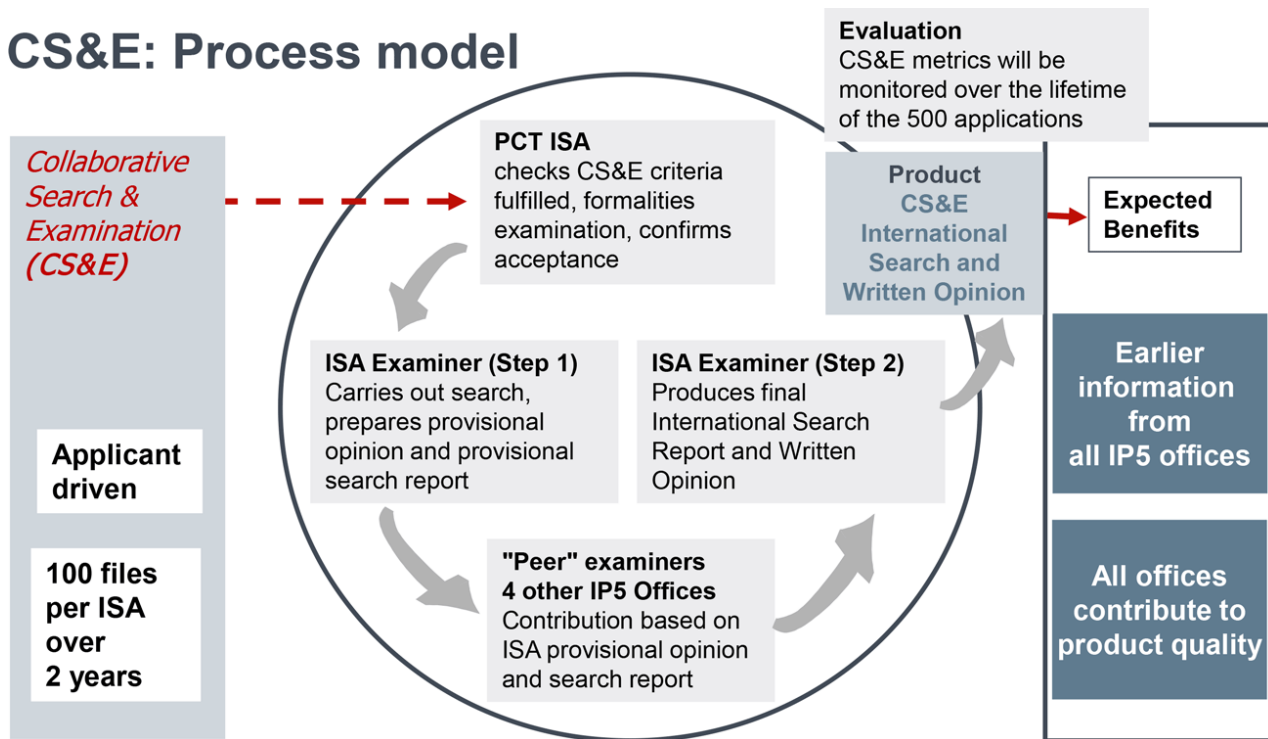 CS&E: Process model
Collaborative
Search &
Examination
(CS&E)
Applicant
driven
100 files
per ISA
over
2 years
PCT ISA
checks CS&E criteria
fulfilled, formalities
examination, confirms
acceptance
ISA Examiner (Step 1)
Carries out search,
prepares provisional
opinion and provisional
search report
"Peer" examiners
4 other IP5 Offices
Contribution based on
ISA provisional opinion
and search report
ISA Examiner (Step 2)
Produces final
International Search
Report and Written
Opinion
Product
CS&E
International
Search and
Written Opinion
Evaluation
CS&E metrics will be
monitored over the lifetime
of the 500 applications
Expected
Benefits
Earlier
information
from
all IP5 offices
All offices
contribute to
product quality